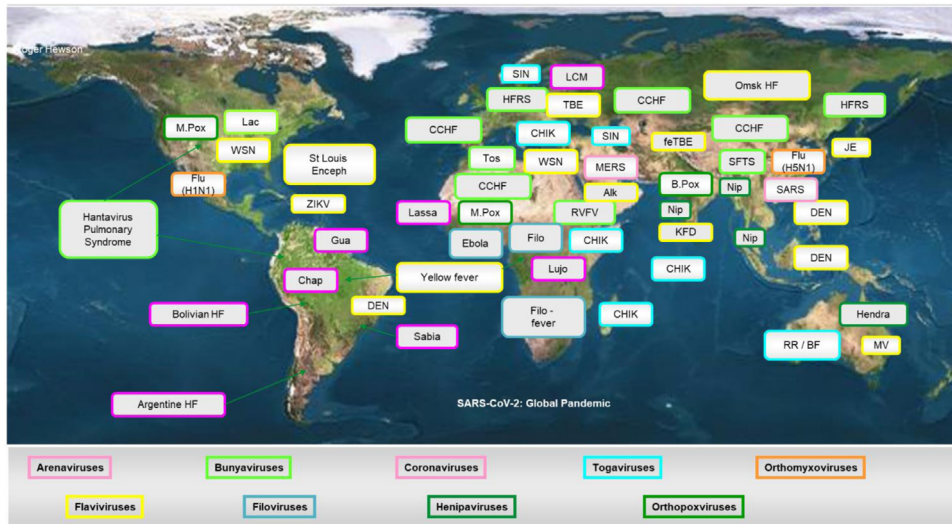 Roger Hewson
SIN
LCM
Omsk HF
HFRS
TBE
CCHF
HFRS
M.Pox
Lac
CCHF
CHIK
SIN
feTBE
CCHF
JE
WSN
St Louis
Enceph
Tos
WSN
MERS
SFTS
Flu
(H5N1)
Flu
(H1N1)
CCHF
Alk
B.Pox
Nip
SARS
ZIKV
Lassa
M.Pox
RVFV
Nip
DEN
Hantavirus
Pulmonary
Syndrome
Gua
Ebola
Filo
CHIK
KFD
Nip
DEN
Chap
Yellow fever
Lujo
CHIK
Bolivian HF
DEN
Filo -
fever
CHIK
Hendra
Sabia
RR / BF
MV
Argentine HF
SARS-CoV-2: Global Pandemic
Arenaviruses
Bunyaviruses
Coronaviruses
Togaviruses
Orthomyxoviruses
Flaviviruses
Filoviruses
Henipaviruses
Orthopoxviruses